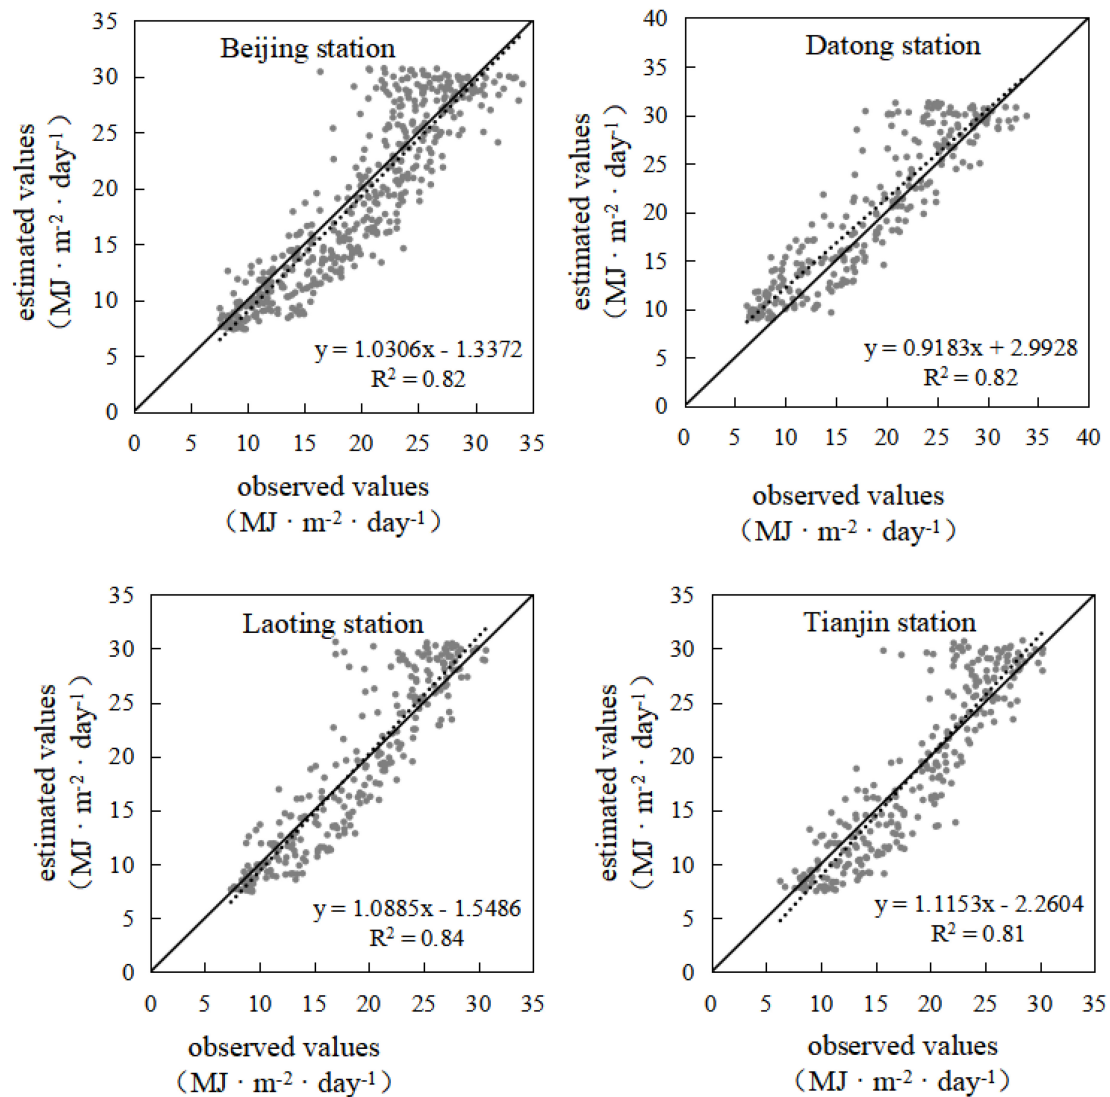 Beijing station
35
30
25
20
15
10
5
0
estimated values
（MJ · m-2 · day-1）
y = 1.0306x - 1.3372
R2 = 0.82
0 5 10 15 20 25 30 35
observed values
（MJ · m-2 · day-1）
Datong station
40
35
30
25
20
15
10
5
0
estimated values
（MJ · m-2 · day-1）
y = 0.9183x + 2.9928
R2 = 0.82
0 5 10 15 20 25 30 35 40
observed values
（MJ · m-2 · day-1）
Laoting station
35
30
25
20
15
10
5
0
estimated values
（MJ · m-2 · day-1）
y = 1.0885x - 1.5486
R2 = 0.84
0 5 10 15 20 25 30 35
observed values
（MJ · m-2 · day-1）
Tianjin station
35
30
25
20
15
10
5
0
estimated values
（MJ · m-2 · day-1）
y = 1.1153x - 2.2604
R2 = 0.81
0 5 10 15 20 25 30 35
observed values
（MJ · m-2 · day-1）